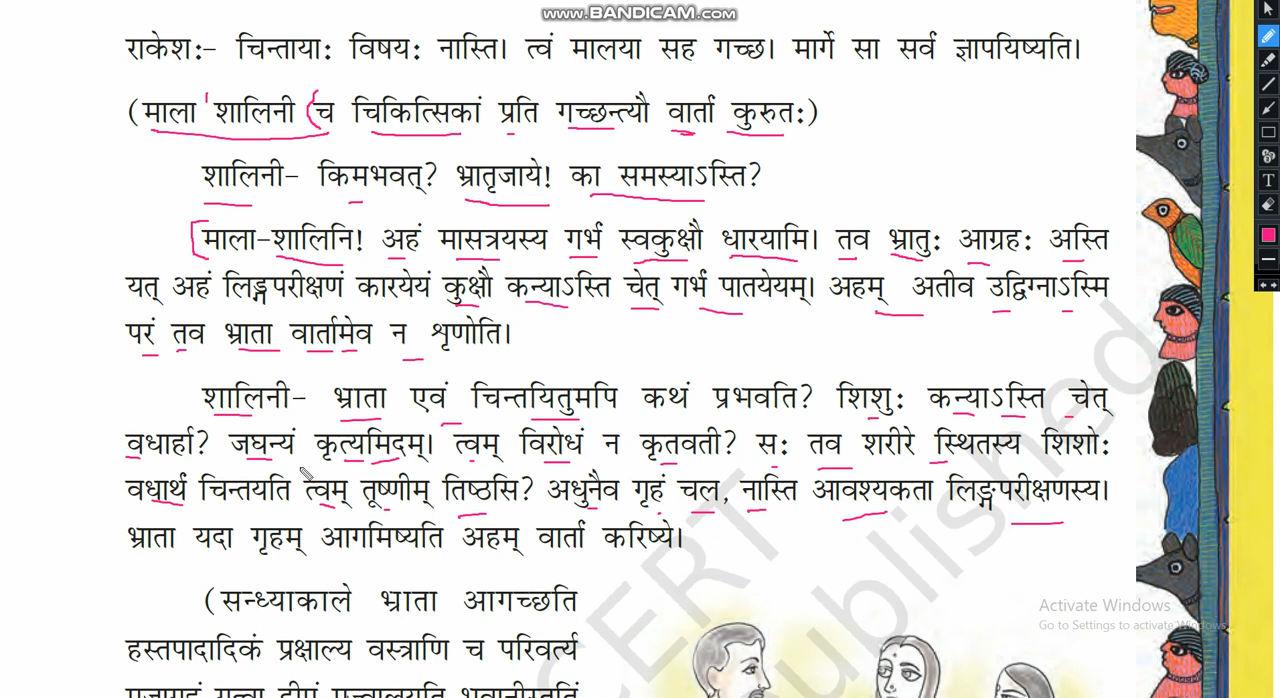 www.BANDICAM.com
राकेशः- चिन्तायाः विषयः नास्ति। त्वं मालया सह गच्छ। मार्गे सा सर्वं ज्ञापयिष्यति।
(माला शालिनी च चिकित्सिकां प्रति गच्छन्त्यौ वार्तां कुरुतः)
शालिनी- किमभवत्? भ्रातृजाये! का समस्याऽस्ति?
माला-शालिनि! अहं मासत्रयस्य गर्भं स्वकुक्षौ धारयामि। तव भ्रातुः आग्रहः अस्ति
यत् अहं लिङ्गपरीक्षणं कारयेयं कुक्षौ कन्याऽस्ति चेत् गर्भं पातयेयम्। अहम् अतीव उद्विग्नाऽस्मि
परं तव भ्राता वार्तामेव न शृणोति।
शालिनी- भ्राता एवं चिन्तयितुमपि कथं प्रभवति? शिशुः कन्याऽस्ति चेत्
वधार्हा? जघन्यं कृत्यमिदम्। त्वम् विरोधं न कृतवती? सः तव शरीरे स्थितस्य शिशोः
वधार्थं चिन्तयति त्वम् तूष्णीम् तिष्ठसि? अधुनैव गृहं चल, नास्ति आवश्यकता लिङ्गपरीक्षणस्य।
भ्राता यदा गृहम् आगमिष्यति अहम् वार्तां करिष्ये।
(सन्ध्याकाले भ्राता आगच्छति
हस्तपादादिकं प्रक्षाल्य वस्त्राणि च परिवर्त्य
Activate Windows
Go to Settings to activate Windows.